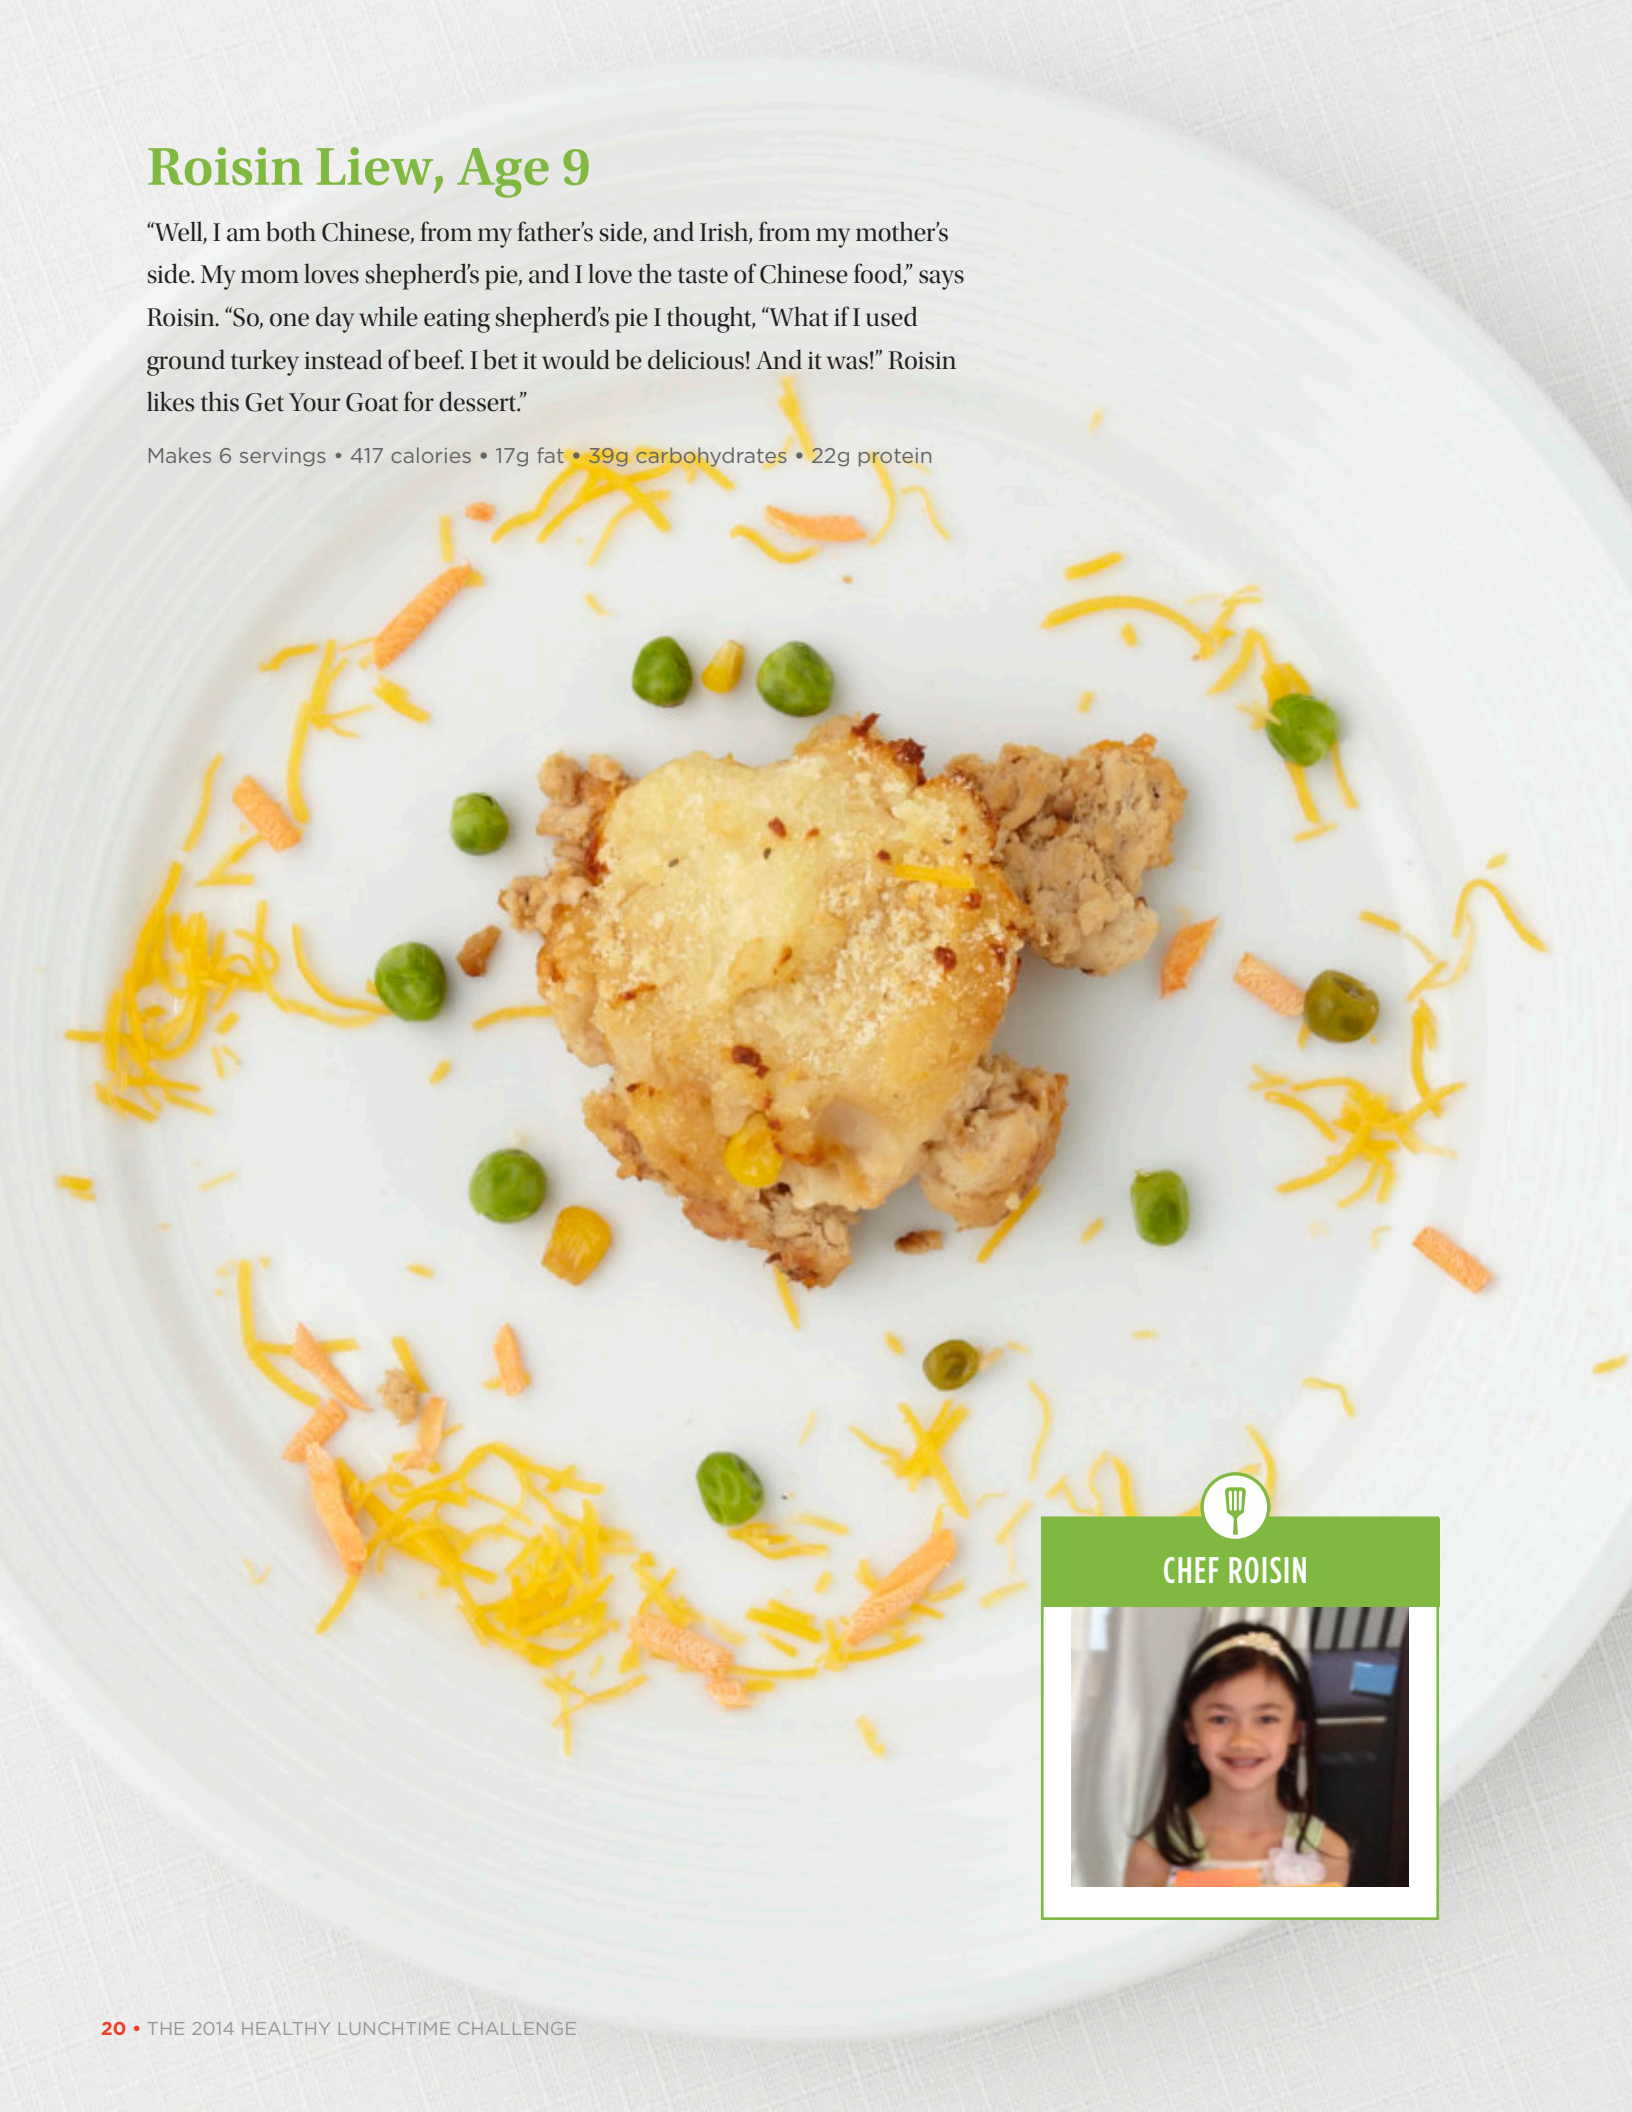 Roisin Liew, Age 9
“Well, I am both Chinese, from my father’s side, and Irish, from my mother’s
side. My mom loves shepherd’s pie, and I love the taste of Chinese food,” says
Roisin. “So, one day while eating shepherd’s pie I thought, “What if I used
ground turkey instead of beef. I bet it would be delicious! And it was!” Roisin
likes this Get Your Goat for dessert.”
Makes 6 servings • 417 calories • 17g fat • 39g carbohydrates • 22g protein
CHEF ROISIN
20 • THE 2014 HEALTHY LUNCHTIME CHALLENGE